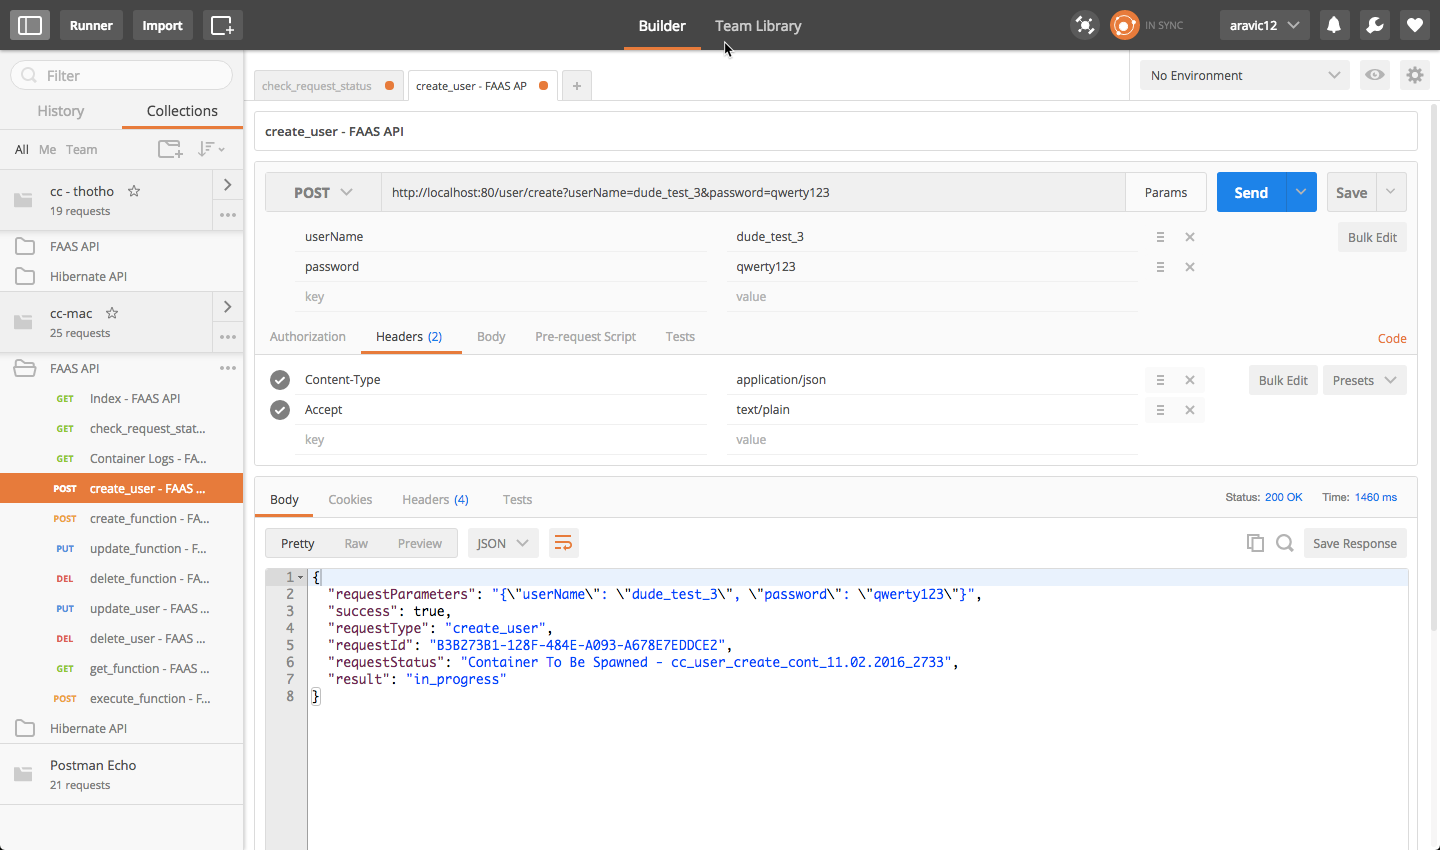 Runner Import Builder Team Library IN SYNC aravic12
Filter
History Collections
All Me Team
cc - thotho
19 requests
FAAS API
Hibernate API
cc-mac
25 requests
FAAS API
GET Index - FAAS API
GET check_request_stat...
GET Container Logs - FA...
POST create_user - FAAS ...
POST create_function - FA...
PUT update_function - F...
DEL delete_function - FA...
PUT update_user - FAAS ...
DEL delete_user - FAAS ...
GET get_function - FAAS ...
POST execute_function - F...
Hibernate API
Postman Echo
21 requests
check_request_status create_user - FAAS AP +
No Environment
create_user - FAAS API
POST http://localhost:80/user/create?userName=dude_test_3&password=qwerty123 Params Send Save
userName dude_test_3 Bulk Edit
password qwerty123
key value
Authorization Headers (2) Body Pre-request Script Tests Code
Content-Type application/json Bulk Edit Presets
Accept text/plain
key value
Body Cookies Headers (4) Tests Status: 200 OK Time: 1460 ms
Pretty Raw Preview JSON Save Response
1 {
2 "requestParameters": "{\"userName\": \"dude_test_3\", \"password\": \"qwerty123\"}",
3 "success": true,
4 "requestType": "create_user",
5 "requestId": "B3B273B1-128F-484E-A093-A678E7EDDCE2",
6 "requestStatus": "Container To Be Spawned - cc_user_create_cont_11.02.2016_2733",
7 "result": "in_progress"
8 }